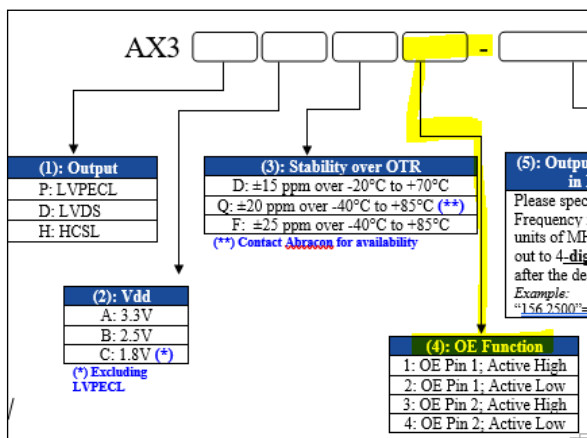 AX3 -
(1): Output
P: LVPECL
D: LVDS
H: HCSL
(2): Vdd
A: 3.3V
B: 2.5V
C: 1.8V (*)
(*) Excluding
LVPECL
(3): Stability over OTR
D: ±15 ppm over -20°C to +70°C
Q: ±20 ppm over -40°C to +85°C (**)
F: ±25 ppm over -40°C to +85°C
(**) Contact Abracon for availability
(4): OE Function
1: OE Pin 1; Active High
2: OE Pin 1; Active Low
3: OE Pin 2; Active High
4: OE Pin 2; Active Low
(5): Outpu
in
Please spec
Frequency
units of MH
out to 4-dig
after the de
Example:
"156.2500"=